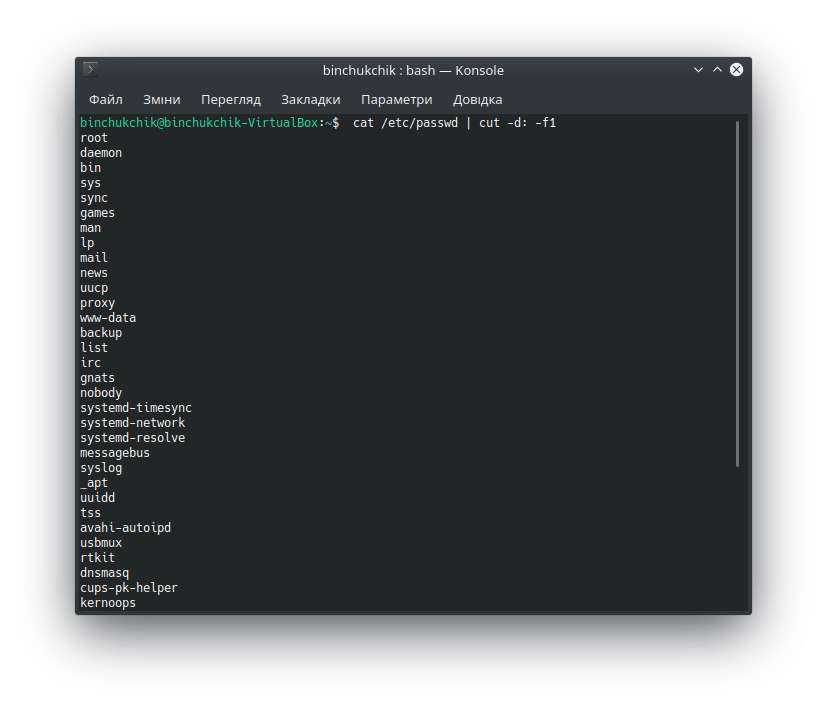 binchukchik : bash — Konsole
Файл Зміни Перегляд Закладки Параметри Довідка
binchukchik@binchukchik-VirtualBox:~$  cat /etc/passwd | cut -d: -f1
root
daemon
bin
sys
sync
games
man
lp
mail
news
uucp
proxy
www-data
backup
list
irc
gnats
nobody
systemd-timesync
systemd-network
systemd-resolve
messagebus
syslog
_apt
uuidd
tss
avahi-autoipd
usbmux
rtkit
dnsmasq
cups-pk-helper
kernoops